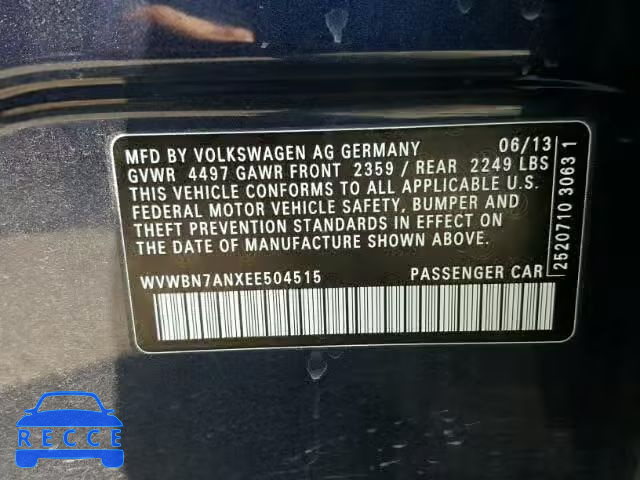 MFD BY VOLKSWAGEN AG GERMANY 06/13
GVWR 4497 GAWR FRONT 2359 / REAR 2249 LBS
THIS VEHICLE CONFORMS TO ALL APPLICABLE U.S.
FEDERAL MOTOR VEHICLE SAFETY, BUMPER AND
THEFT PREVENTION STANDARDS IN EFFECT ON
THE DATE OF MANUFACTURE SHOWN ABOVE.
WVWBN7ANXEE504515 PASSENGER CAR
2520710 30631
RECCE